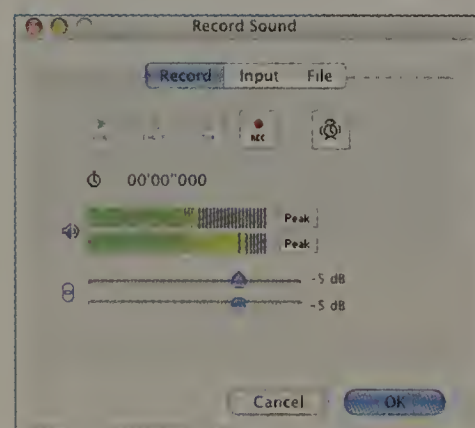 Record Sound
Record Input File
REC
00'00"000
Peak
Peak
-5 dB
-5 dB
Cancel OK